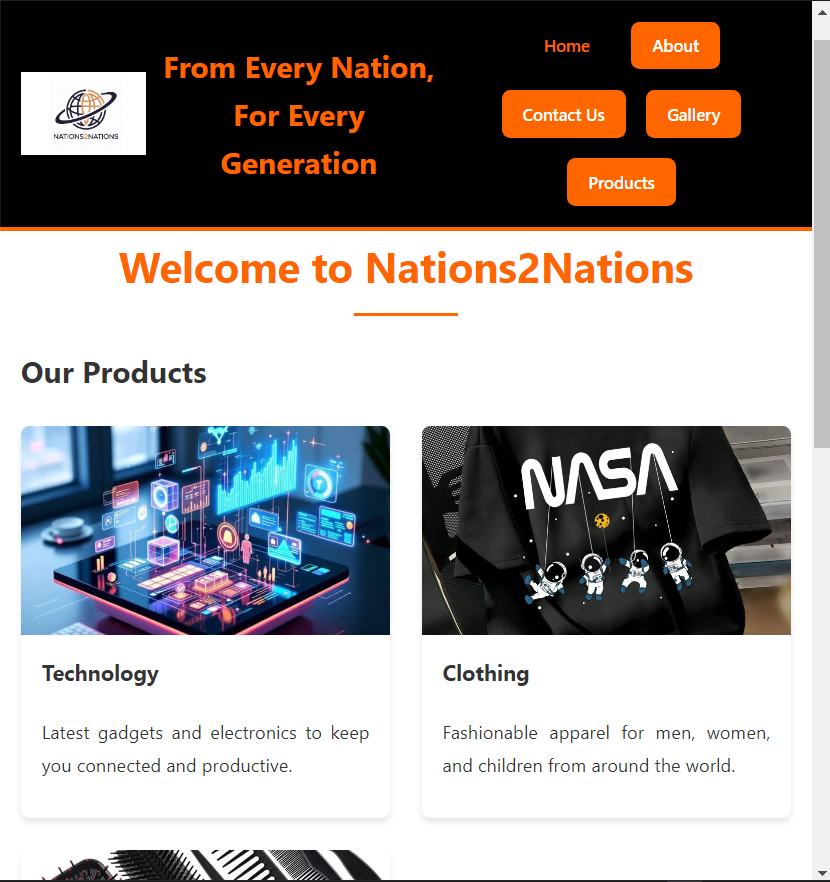 NATIONS2NATIONS
From Every Nation,
For Every
Generation
Home
About
Contact Us
Gallery
Products
Welcome to Nations2Nations
Our Products
NASA
Technology
Latest gadgets and electronics to keep
you connected and productive.
Clothing
Fashionable apparel for men, women,
and children from around the world.